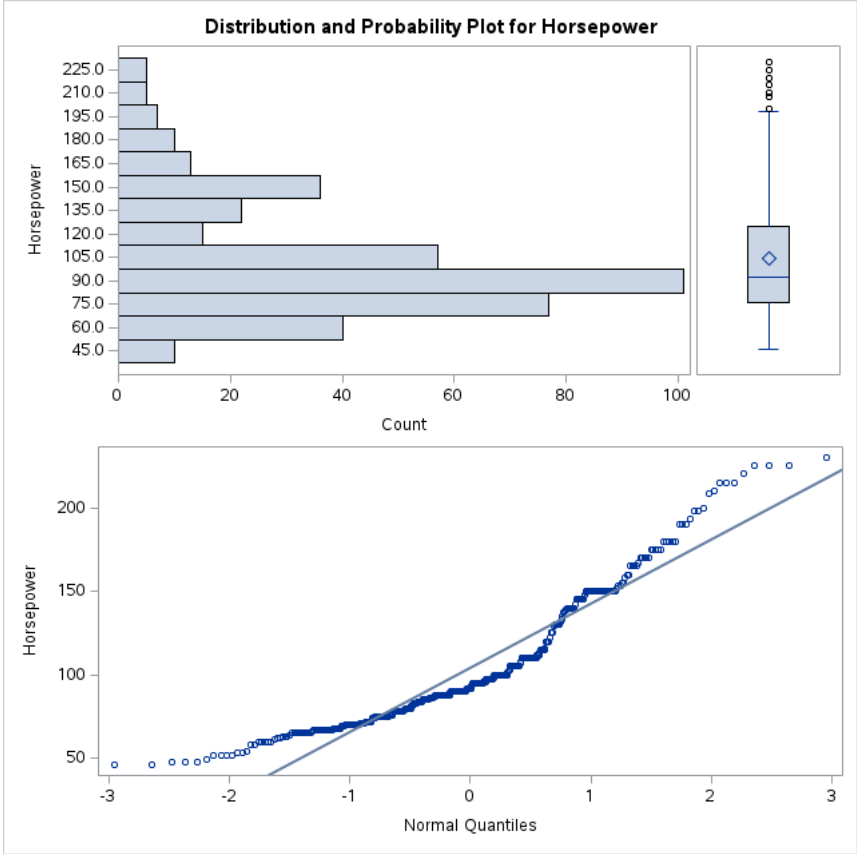 Distribution and Probability Plot for Horsepower
225.0
210.0
195.0
180.0
165.0
150.0
135.0
120.0
105.0
90.0
75.0
60.0
45.0
Horsepower
0 20 40 60 80 100
Count
200
150
100
50
Horsepower
-3 -2 -1 0 1 2 3
Normal Quantiles